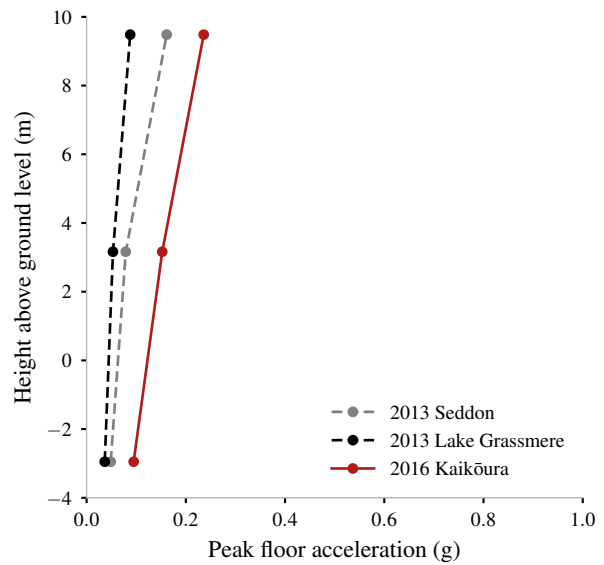 10
8
6
4
2
0
−2
−4
Height above ground level (m)
2013 Seddon
2013 Lake Grassmere
2016 Kaikōura
0.0 0.2 0.4 0.6 0.8 1.0
Peak floor acceleration (g)